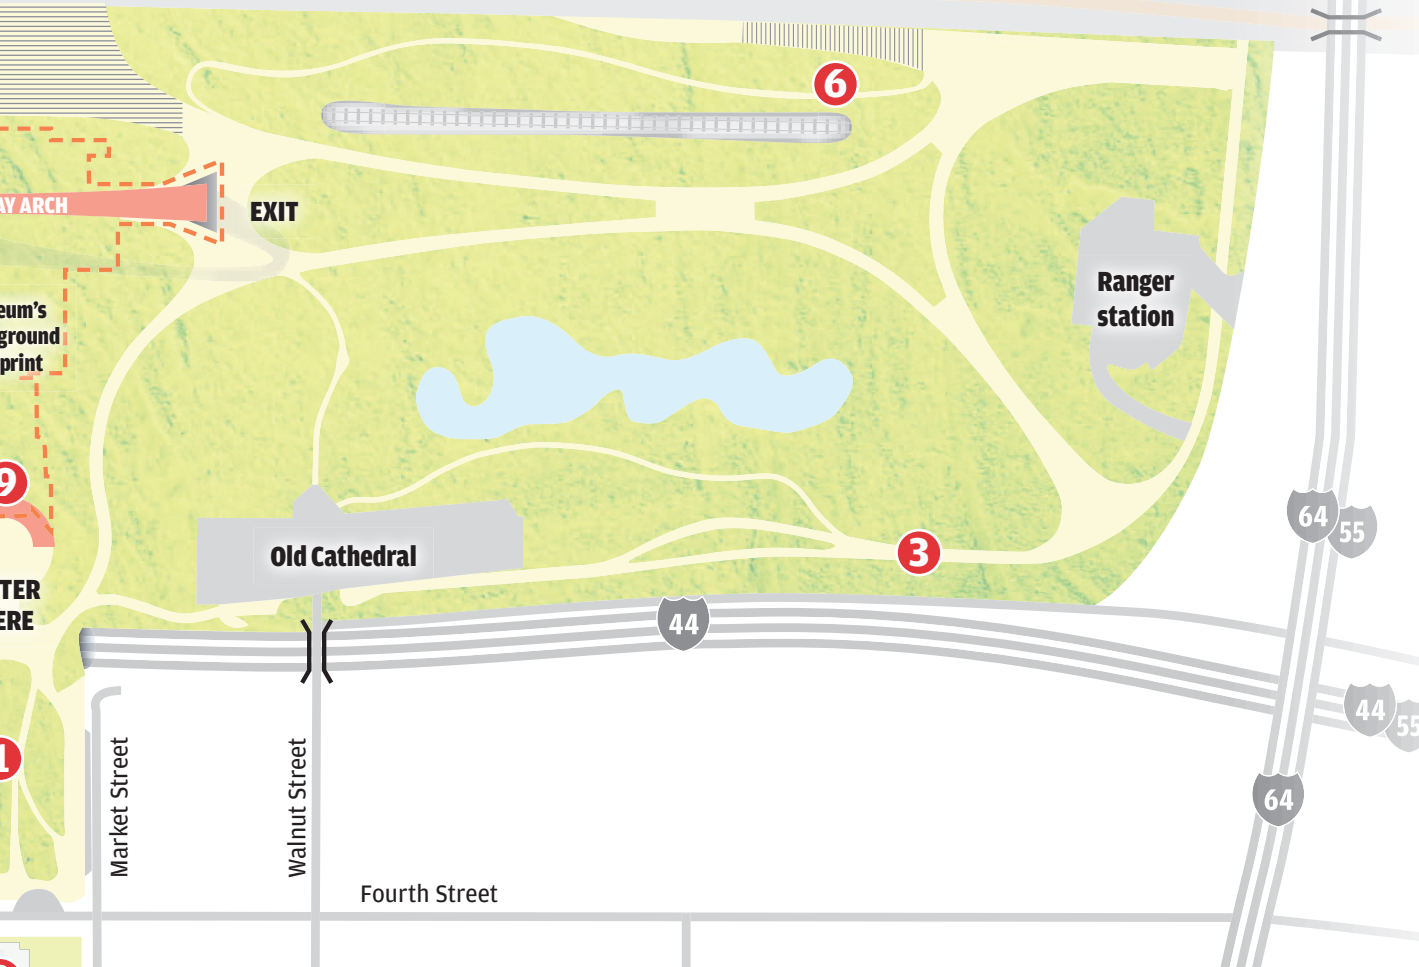 6
AY ARCH
EXIT
Ranger
station
eum's
ground
print
9
64
55
Old Cathedral
3
TER
ERE
44
44
55
1
Market Street
Walnut Street
64
Fourth Street